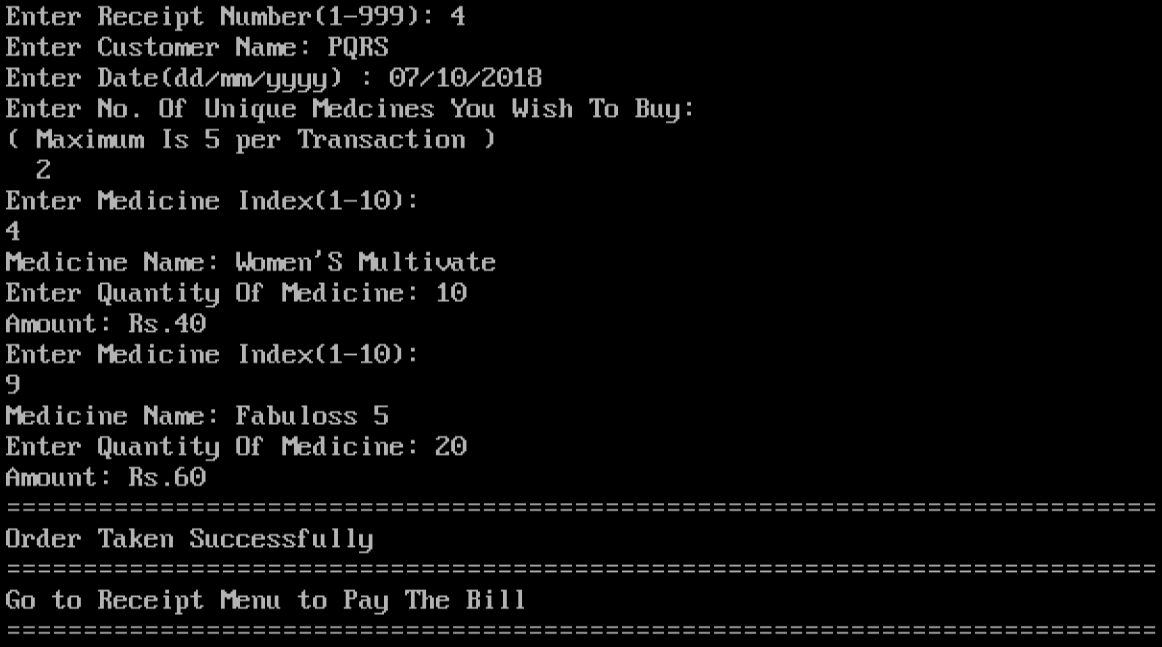 Enter Receipt Number(1-999): 4
Enter Customer Name: PQRS
Enter Date(dd/mm/yyyy) : 07/10/2018
Enter No. Of Unique Medcines You Wish To Buy:
( Maximum Is 5 per Transaction )
2
Enter Medicine Index(1-10):
4
Medicine Name: Women'S Multivate
Enter Quantity Of Medicine: 10
Amount: Rs.40
Enter Medicine Index(1-10):
9
Medicine Name: Fabuloss 5
Enter Quantity Of Medicine: 20
Amount: Rs.60
===========================================================================
Order Taken Successfully
===========================================================================
Go to Receipt Menu to Pay The Bill
===========================================================================